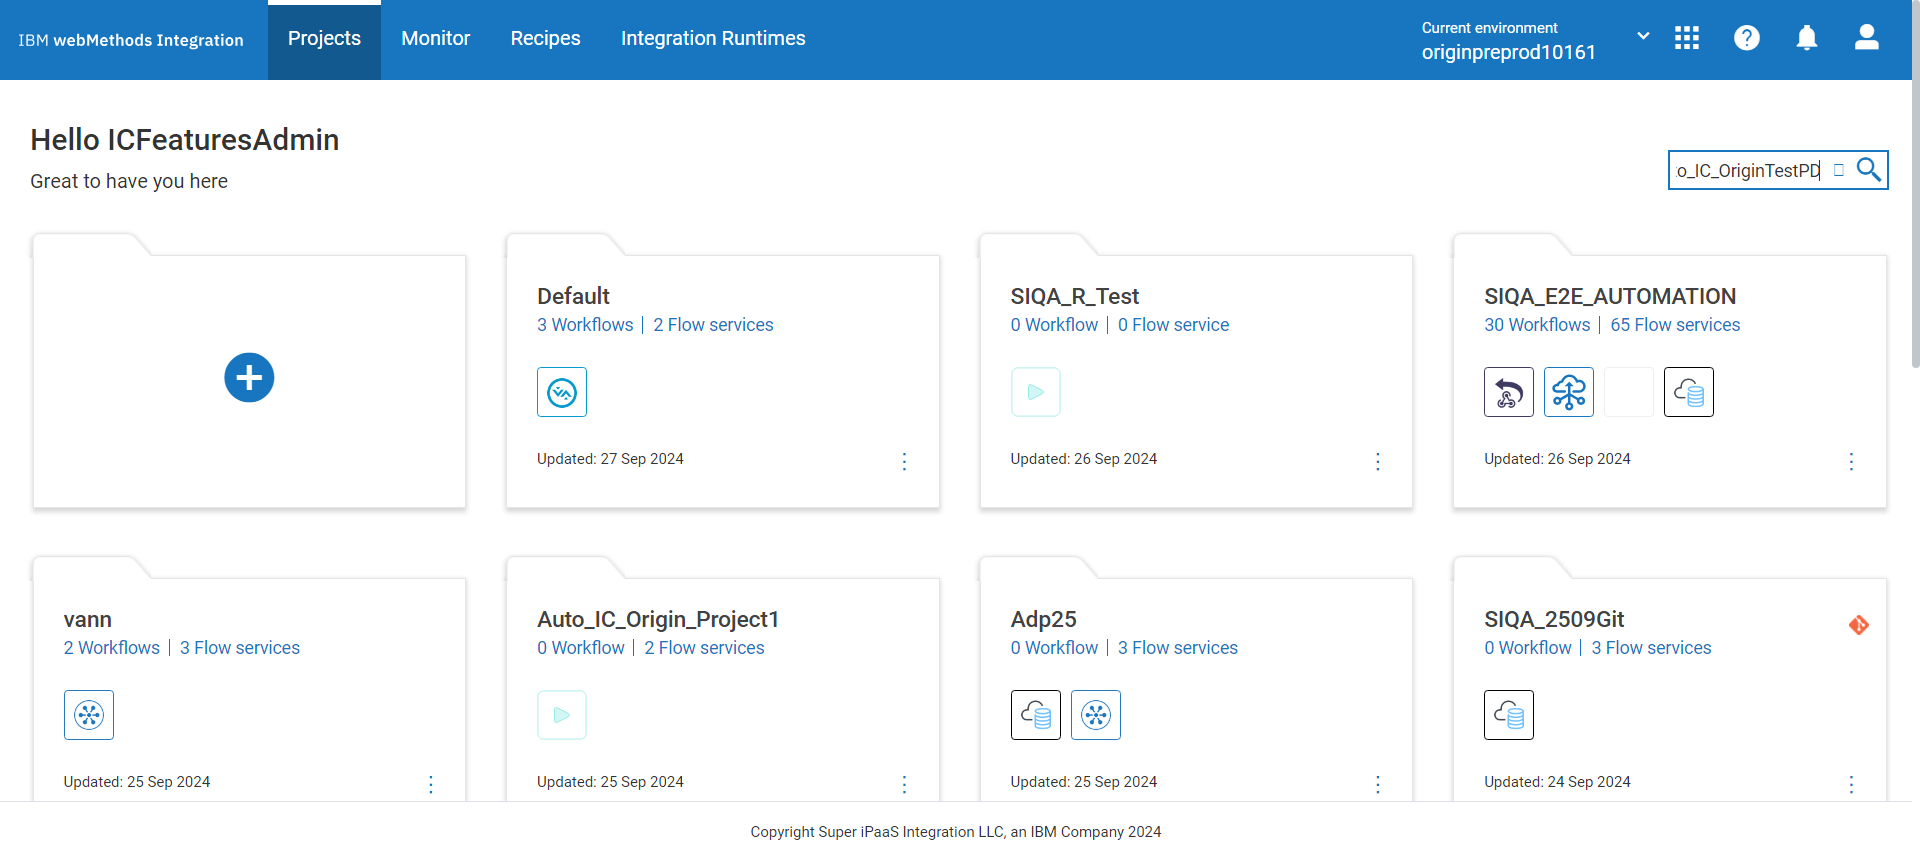 IBM webMethods Integration
Projects
Monitor
Recipes
Integration Runtimes
Current environment
originpreprod10161
Hello ICFeaturesAdmin
Great to have you here
o_IC_OriginTestPD
Default
3 Workflows | 2 Flow services
Updated: 27 Sep 2024
SIQA_R_Test
0 Workflow | 0 Flow service
Updated: 26 Sep 2024
SIQA_E2E_AUTOMATION
30 Workflows | 65 Flow services
Updated: 26 Sep 2024
vann
2 Workflows | 3 Flow services
Updated: 25 Sep 2024
Auto_IC_Origin_Project1
0 Workflow | 2 Flow services
Updated: 25 Sep 2024
Adp25
0 Workflow | 3 Flow services
Updated: 25 Sep 2024
SIQA_2509Git
0 Workflow | 3 Flow services
Updated: 24 Sep 2024
Copyright Super iPaaS Integration LLC, an IBM Company 2024